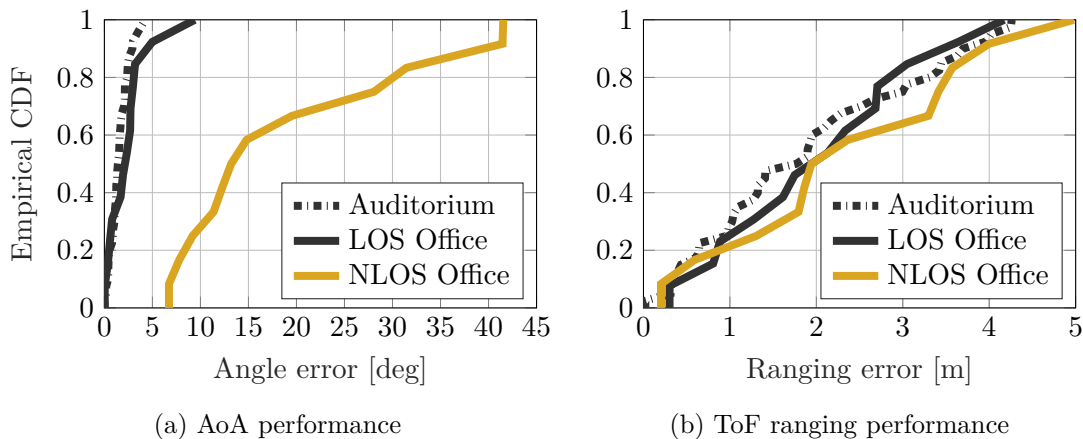 Empirical CDF
1
0.8
0.6
0.4
0.2
0
0 5 10 15 20 25 30 35 40 45
Auditorium
LOS Office
NLOS Office
Angle error [deg]
(a) AoA performance
1
0.8
0.6
0.4
0.2
0
0 1 2 3 4 5
Auditorium
LOS Office
NLOS Office
Ranging error [m]
(b) ToF ranging performance